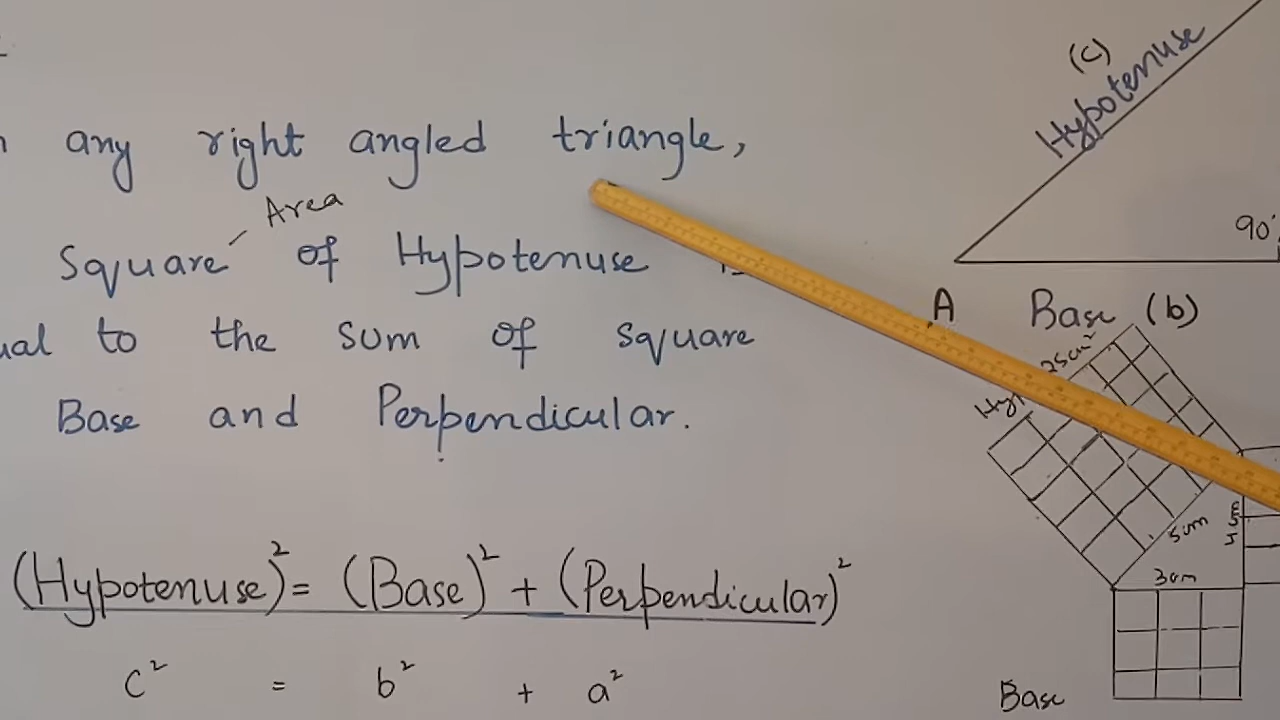 any right angled triangle,
Area
Square of Hypotenuse
to the sum of square
Base and Perpendicular.
(Hypotenuse)² = (Base)² + (Perpendicular)²
c² = b² + a²
(c)
Hypotenuse
90°
A Base (b)
25cm²
5cm
3cm
Base